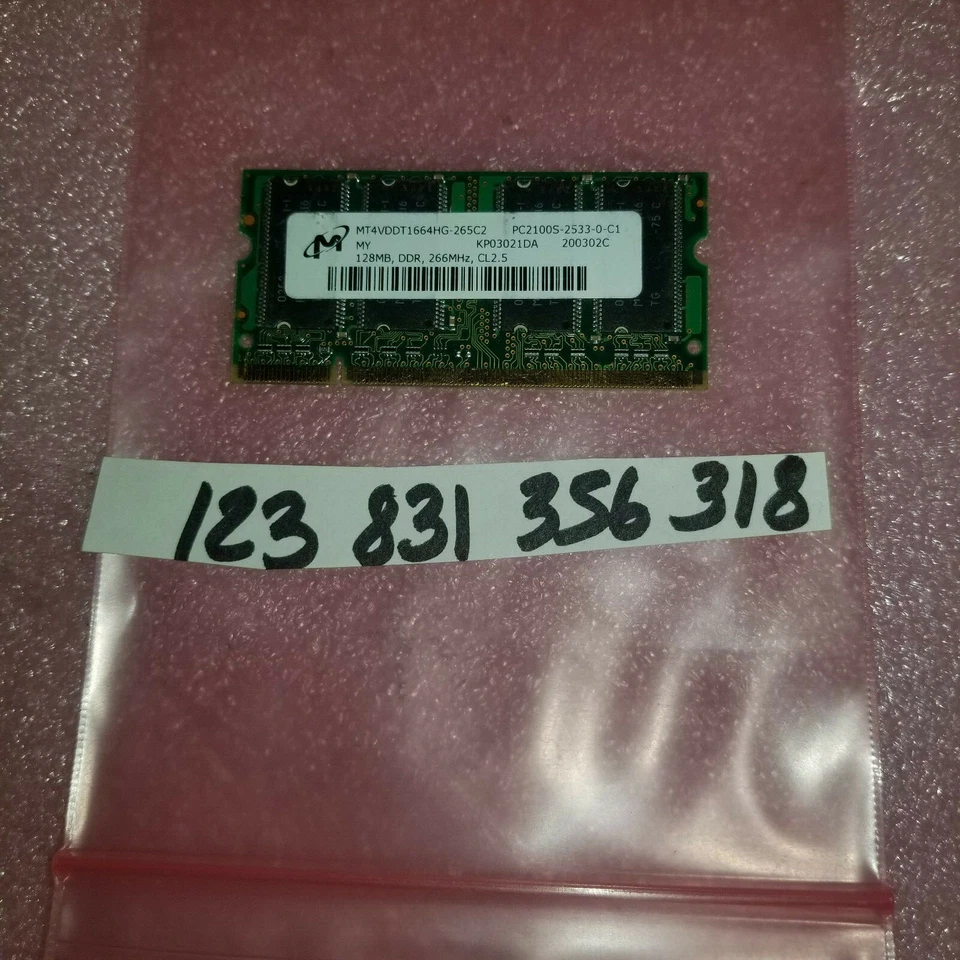 MT4VDDT1664HG-265C2 PC2100S-2533-0-C1
MY KP03021DA 200302C
128MB, DDR, 266MHz, CL2.5
123 831 356 318